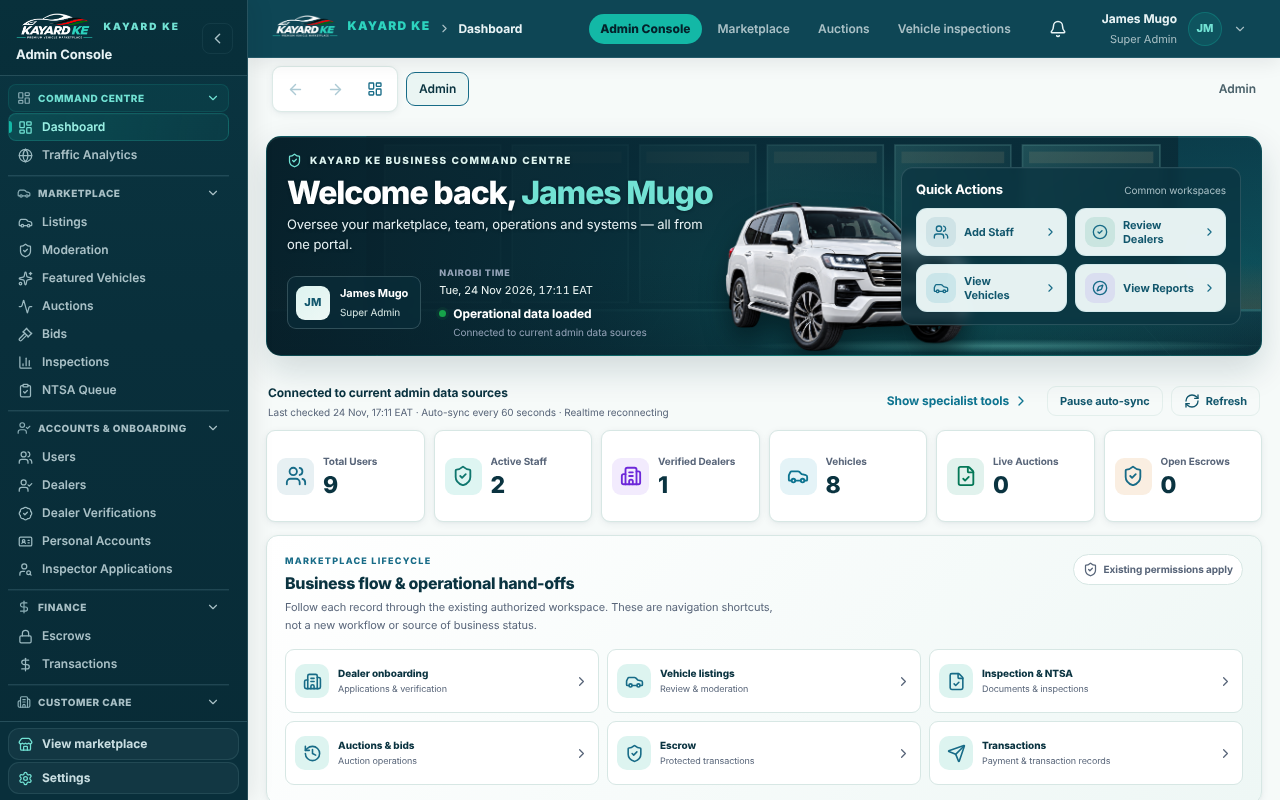 KAYARD KE
PREMIUM VEHICLE MARKETPLACE
KAYARD KE
Admin Console
COMMAND CENTRE
Dashboard
Traffic Analytics
MARKETPLACE
Listings
Moderation
Featured Vehicles
Auctions
Bids
Inspections
NTSA Queue
ACCOUNTS & ONBOARDING
Users
Dealers
Dealer Verifications
Personal Accounts
Inspector Applications
FINANCE
Escrows
Transactions
CUSTOMER CARE
View marketplace
Settings
KAYARD KE
PREMIUM VEHICLE MARKETPLACE
KAYARD KE
Dashboard
Admin Console
Marketplace
Auctions
Vehicle inspections
James Mugo
Super Admin
JM
Admin
Admin
KAYARD KE BUSINESS COMMAND CENTRE
Welcome back, James Mugo
Oversee your marketplace, team, operations and systems — all from
one portal.
JM
James Mugo
Super Admin
NAIROBI TIME
Tue, 24 Nov 2026, 17:11 EAT
Operational data loaded
Connected to current admin data sources
Quick Actions
Common workspaces
Add Staff
Review
Dealers
View
Vehicles
View Reports
Connected to current admin data sources
Last checked 24 Nov, 17:11 EAT · Auto-sync every 60 seconds · Realtime reconnecting
Show specialist tools
Pause auto-sync
Refresh
Total Users
9
Active Staff
2
Verified Dealers
1
Vehicles
8
Live Auctions
0
Open Escrows
0
MARKETPLACE LIFECYCLE
Business flow & operational hand-offs
Follow each record through the existing authorized workspace. These are navigation shortcuts,
not a new workflow or source of business status.
Existing permissions apply
Dealer onboarding
Applications & verification
Vehicle listings
Review & moderation
Inspection & NTSA
Documents & inspections
Auctions & bids
Auction operations
Escrow
Protected transactions
Transactions
Payment & transaction records